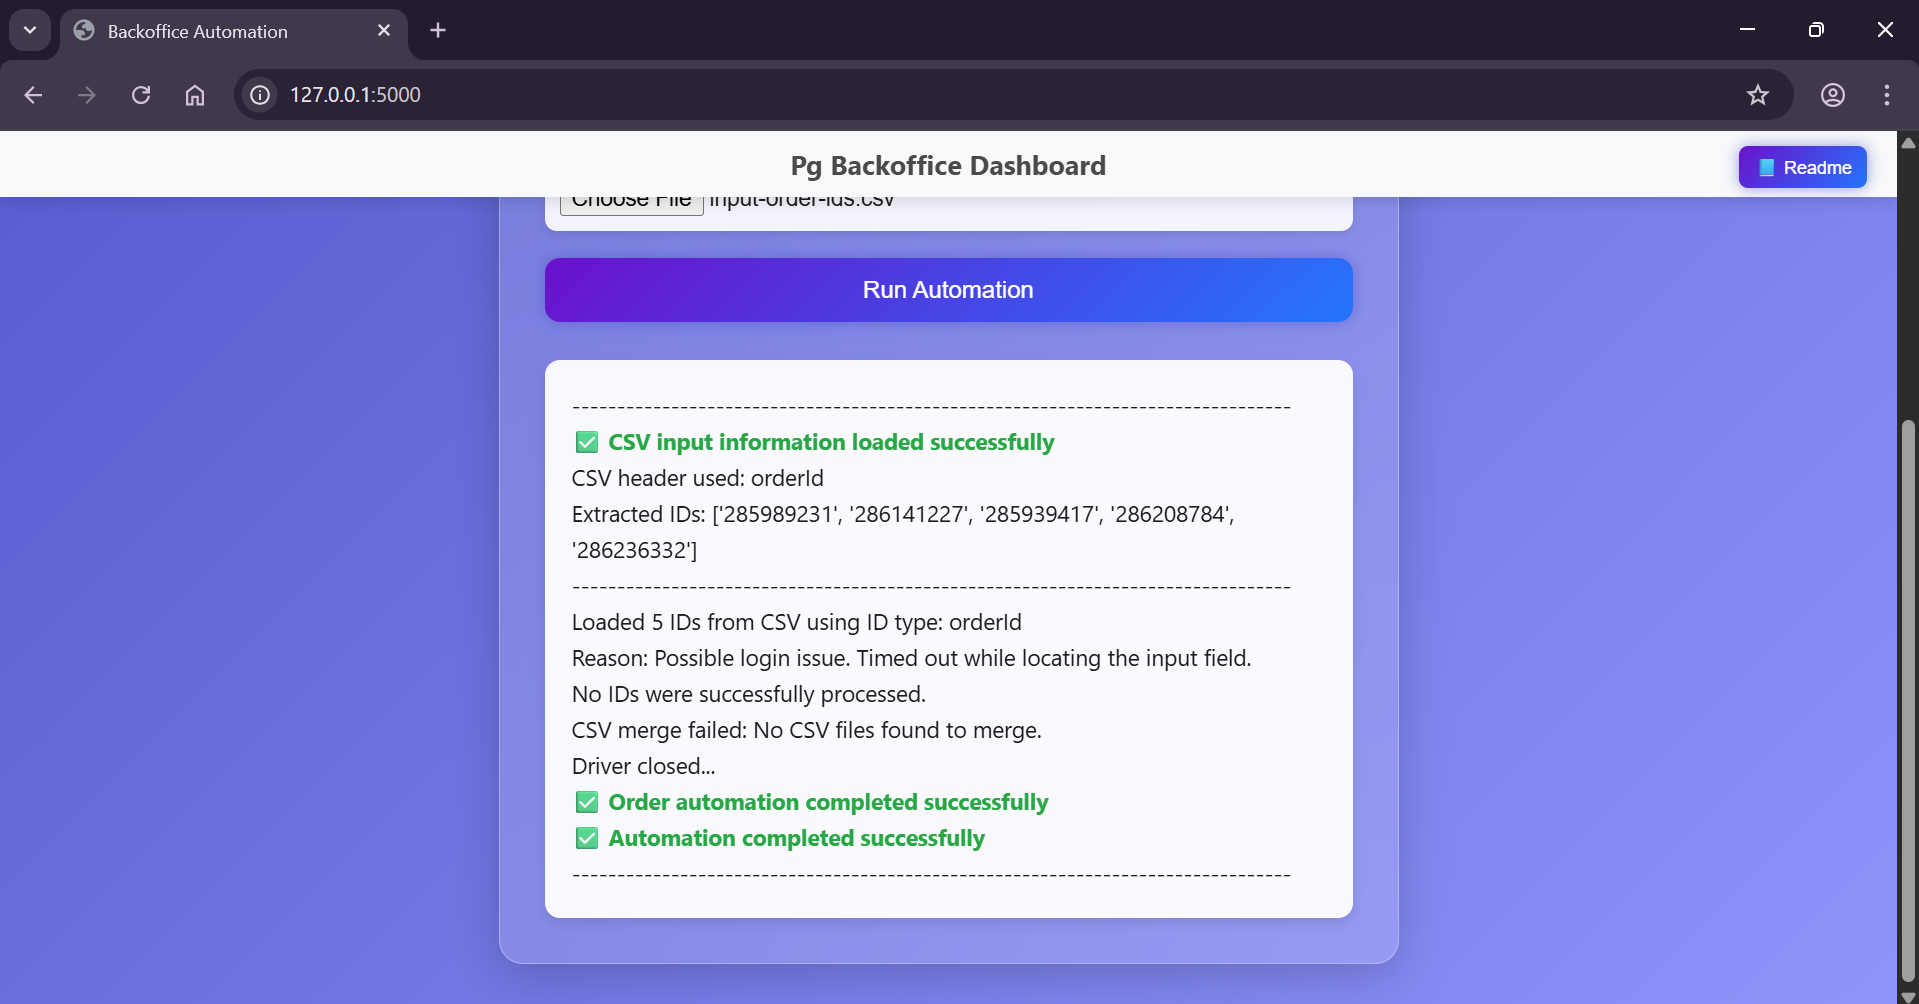 Backoffice Automation
127.0.0.1:5000
Pg Backoffice Dashboard
Readme
Choose File input-order-ids.csv
Run Automation
--------------------------------------------------------------------------------
✅ CSV input information loaded successfully
CSV header used: orderId
Extracted IDs: ['285989231', '286141227', '285939417', '286208784',
'286236332']
--------------------------------------------------------------------------------
Loaded 5 IDs from CSV using ID type: orderId
Reason: Possible login issue. Timed out while locating the input field.
No IDs were successfully processed.
CSV merge failed: No CSV files found to merge.
Driver closed...
✅ Order automation completed successfully
✅ Automation completed successfully
--------------------------------------------------------------------------------